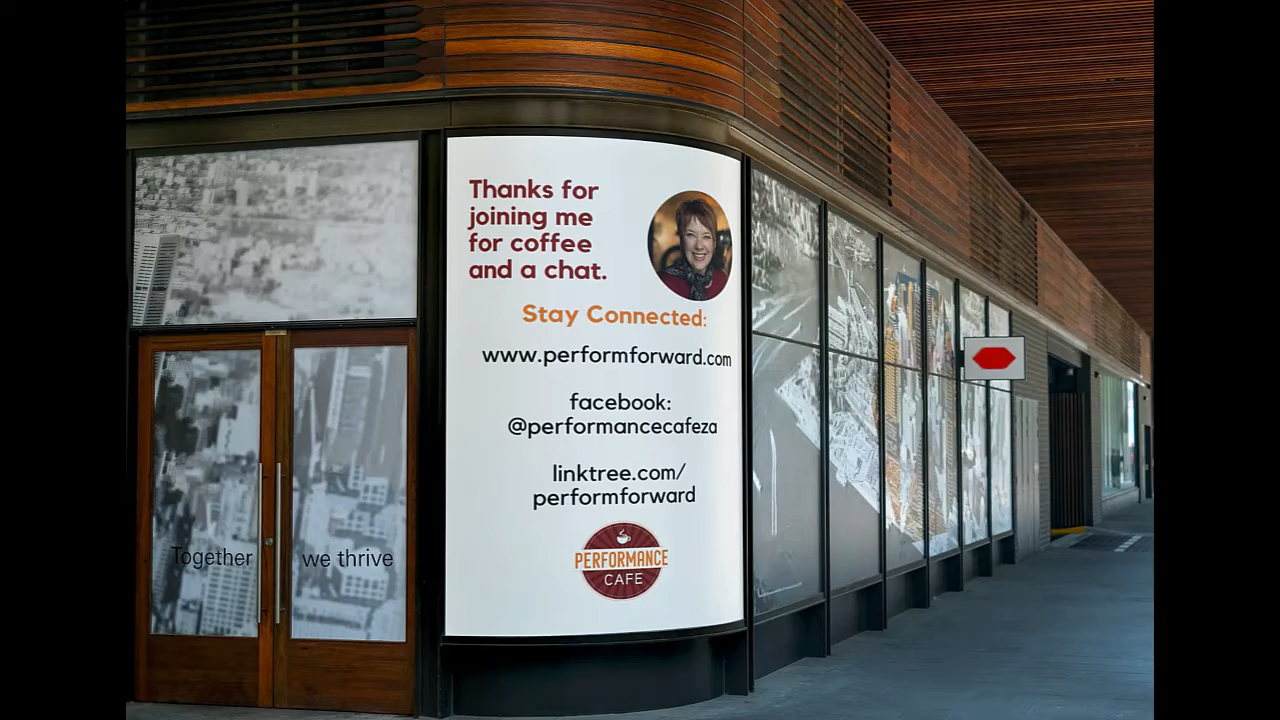 Thanks for
joining me
for coffee
and a chat.
Stay Connected:
www.performforward.com
facebook:
@performancecafeza
linktree.com/
performforward
PERFORMANCE
CAFE
Together we thrive